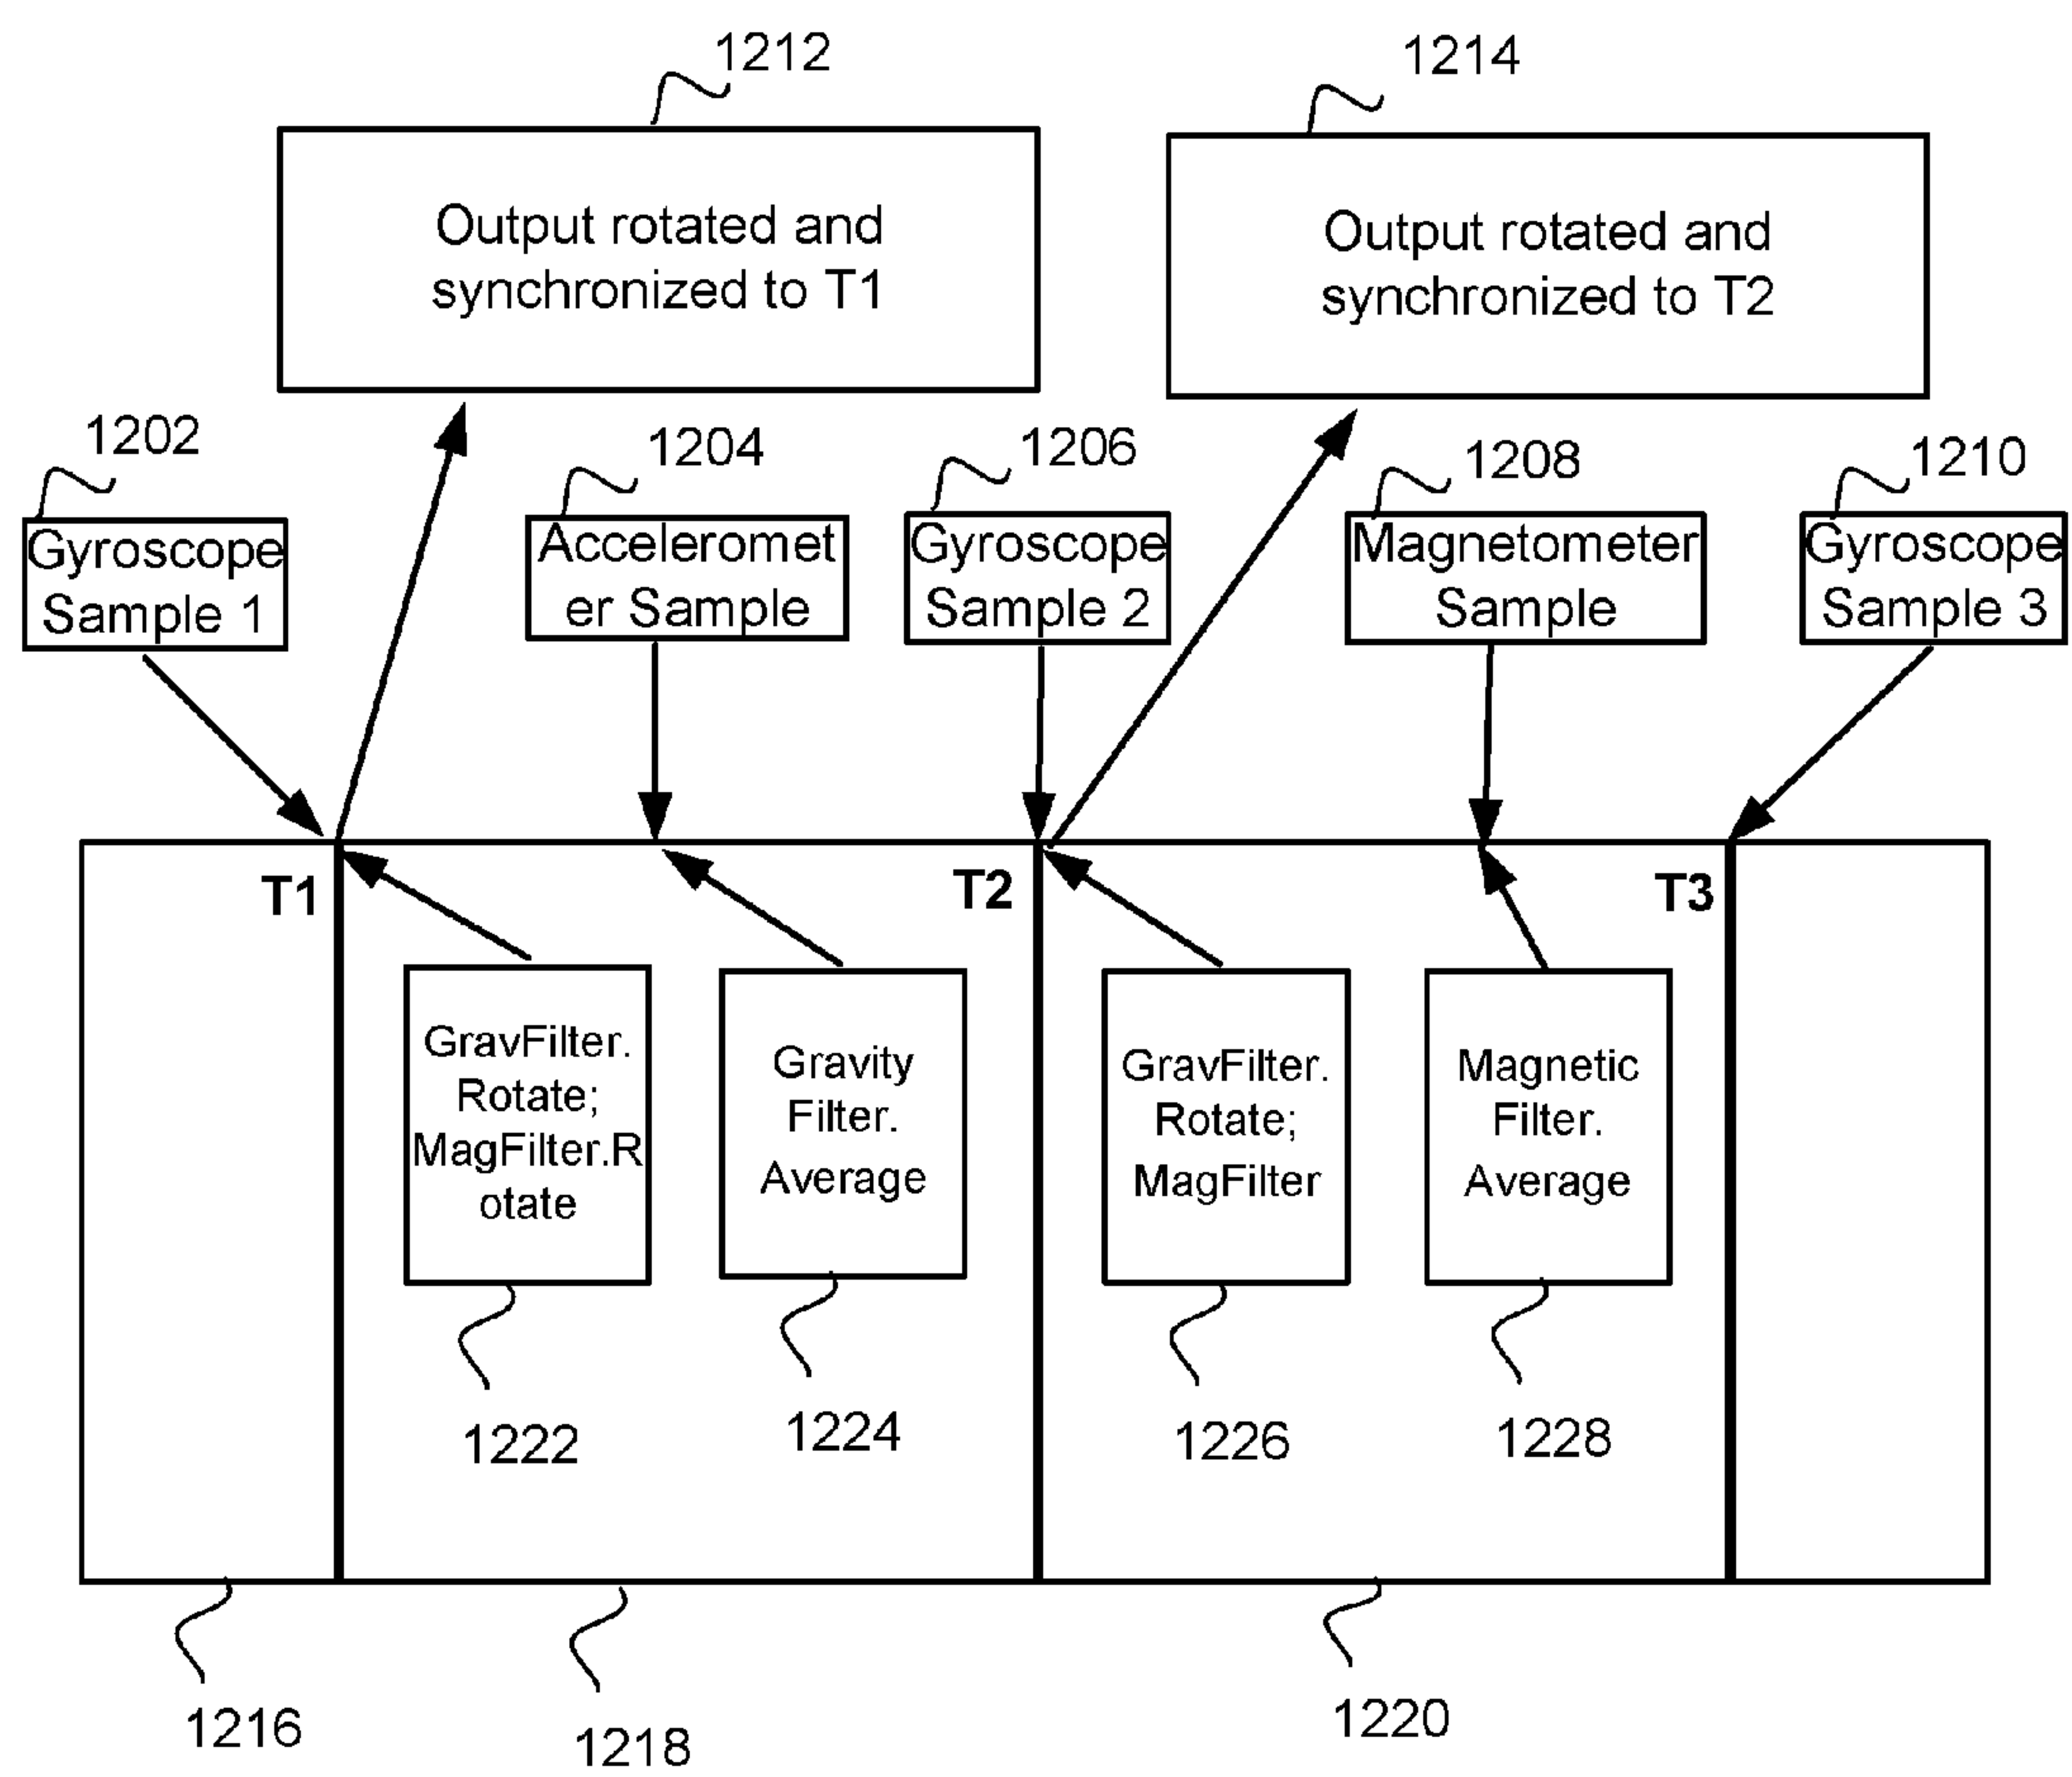 1212
1214
Output rotated and
synchronized to T1
Output rotated and
synchronized to T2
1202
1204
1206
1208
1210
Gyroscope
Sample 1
Acceleromet
er Sample
Gyroscope
Sample 2
Magnetometer
Sample
Gyroscope
Sample 3
T1
T2
T3
GravFilter.
Rotate;
MagFilter.R
otate
Gravity
Filter.
Average
GravFilter.
Rotate;
MagFilter
Magnetic
Filter.
Average
1222
1224
1226
1228
1216
1218
1220